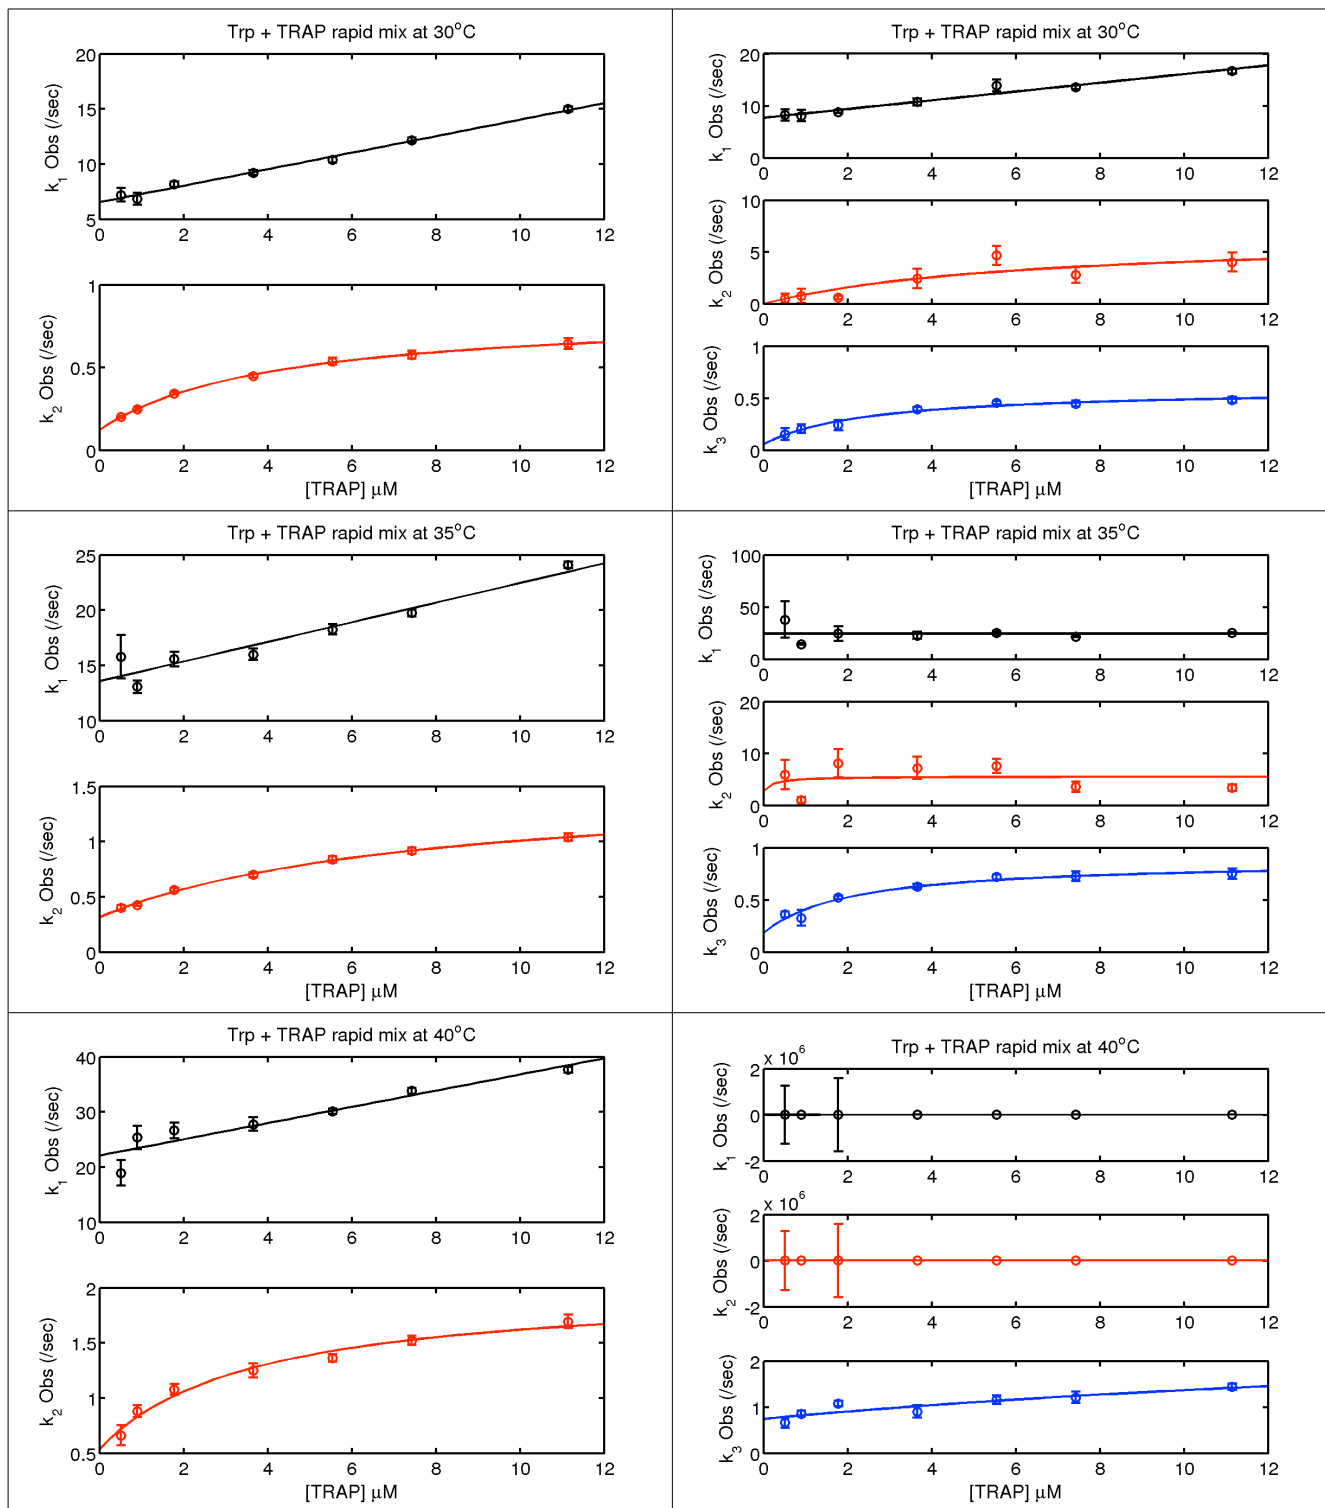 Trp + TRAP rapid mix at 30°C
20
15
10
5
k₁ Obs (/sec)
0 2 4 6 8 10 12
1
0.5
0
k₂ Obs (/sec)
0 2 4 6 8 10 12
[TRAP] μM
Trp + TRAP rapid mix at 30°C
20
10
0
k₁ Obs (/sec)
0 2 4 6 8 10 12
10
5
0
k₂ Obs (/sec)
0 2 4 6 8 10 12
1
0.5
0
k₃ Obs (/sec)
0 2 4 6 8 10 12
[TRAP] μM
Trp + TRAP rapid mix at 35°C
25
20
15
10
k₁ Obs (/sec)
0 2 4 6 8 10 12
1.5
1
0.5
0
k₂ Obs (/sec)
0 2 4 6 8 10 12
[TRAP] μM
Trp + TRAP rapid mix at 35°C
100
50
0
k₁ Obs (/sec)
0 2 4 6 8 10 12
20
10
0
k₂ Obs (/sec)
0 2 4 6 8 10 12
1
0.5
0
k₃ Obs (/sec)
0 2 4 6 8 10 12
[TRAP] μM
Trp + TRAP rapid mix at 40°C
40
30
20
10
k₁ Obs (/sec)
0 2 4 6 8 10 12
2
1.5
1
0.5
k₂ Obs (/sec)
0 2 4 6 8 10 12
[TRAP] μM
Trp + TRAP rapid mix at 40°C
x 10⁶
2
0
-2
k₁ Obs (/sec)
0 2 4 6 8 10 12
x 10⁶
2
0
-2
k₂ Obs (/sec)
0 2 4 6 8 10 12
2
1
0
k₃ Obs (/sec)
0 2 4 6 8 10 12
[TRAP] μM